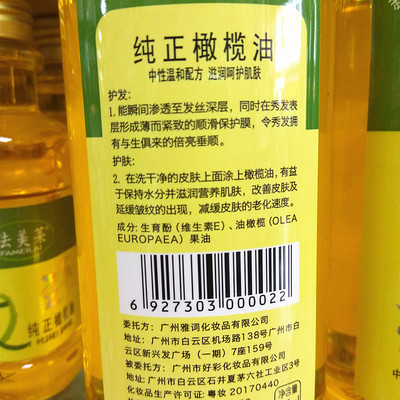 纯正橄榄油
中性温和配方 滋润呵护肌肤
护发：
1.能瞬间渗透至发丝深层，同时在秀发表
层形成薄而紧致的顺滑保护膜，令秀发拥
有与生俱来的倍亮垂顺。
护肤：
2. 在洗干净的皮肤上面涂上橄榄油，有益
于保持水分并滋润营养肌肤，改善皮肤及
延缓皱纹的出现，减缓皮肤的老化速度。
成分: 生育酚（维生素E）、油橄榄（OLEA
EUROPAEA）果油
6 927303 000022
委托方：广州雅词化妆品有限公司
地址：广州市白云区机场路138号广州市白
云区新兴发广场（一期）7座159号
被委托方：广州市好彩化妆品有限公司
地址：广州市白云区石井夏茅六社工业区3号
化妆品生产许可证：粤妆 20170440
净含量
法美莱
纯正橄榄油